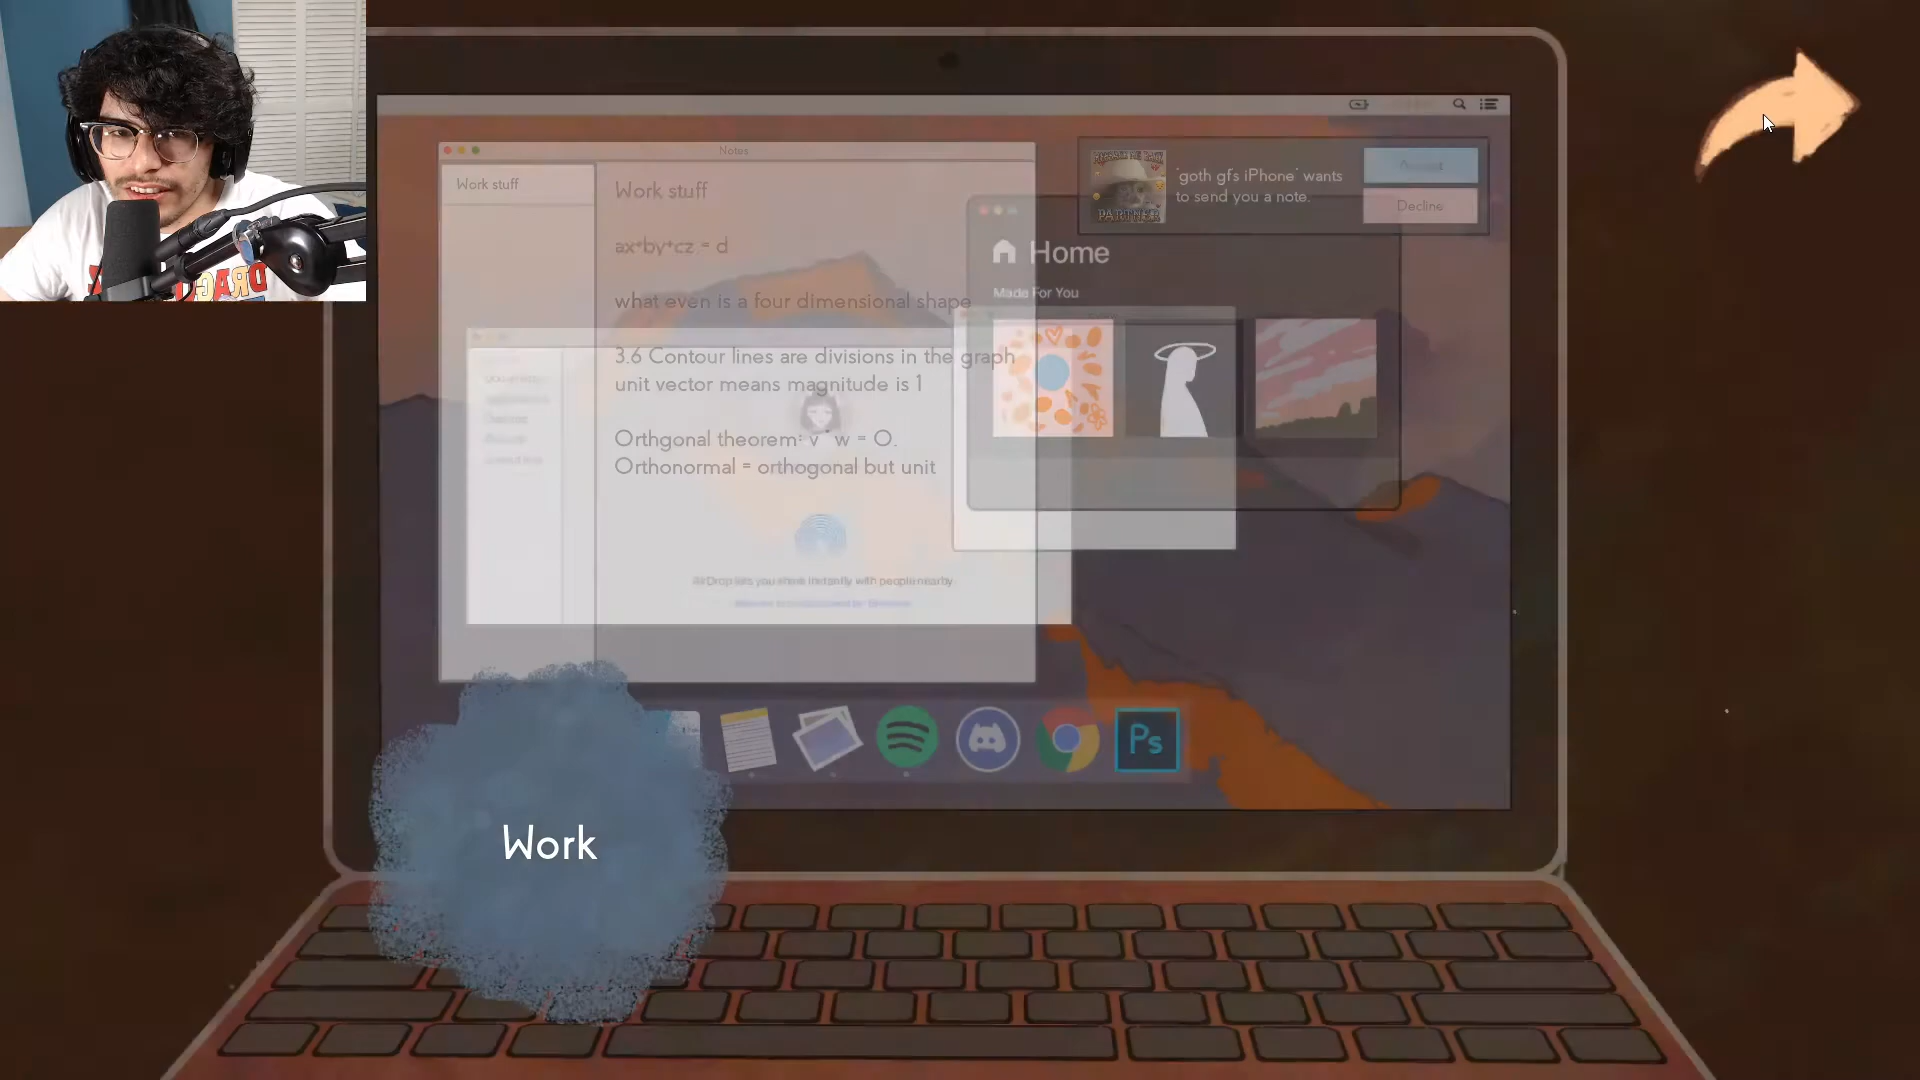 Notes
Work stuff
Work stuff
ax+by+cz = d
what even is a four dimensional shape
3.6 Contour lines are divisions in the graph
unit vector means magnitude is 1
Orthgonal theorem: v * w = O.
Orthonormal = orthogonal but unit
AirDrop lets you share instantly with people nearby.
"goth gfs iPhone" wants
to send you a note.
Accept
Decline
PARTNER
Home
Made For You
Ps
Work
DRAG